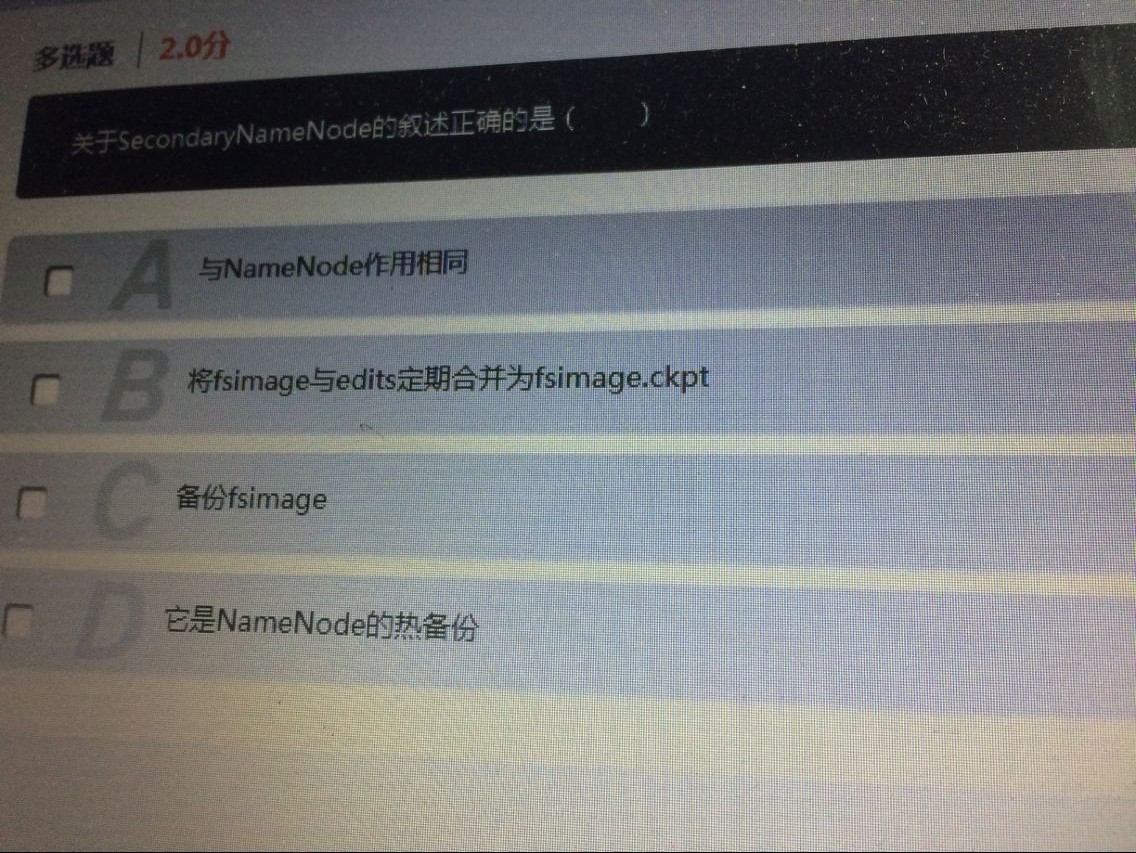 多选题 | 2.0分
关于SecondaryNameNode的叙述正确的是（ ）
A 与NameNode作用相同
B 将fsimage与edits定期合并为fsimage.ckpt
C 备份fsimage
D 它是NameNode的热备份